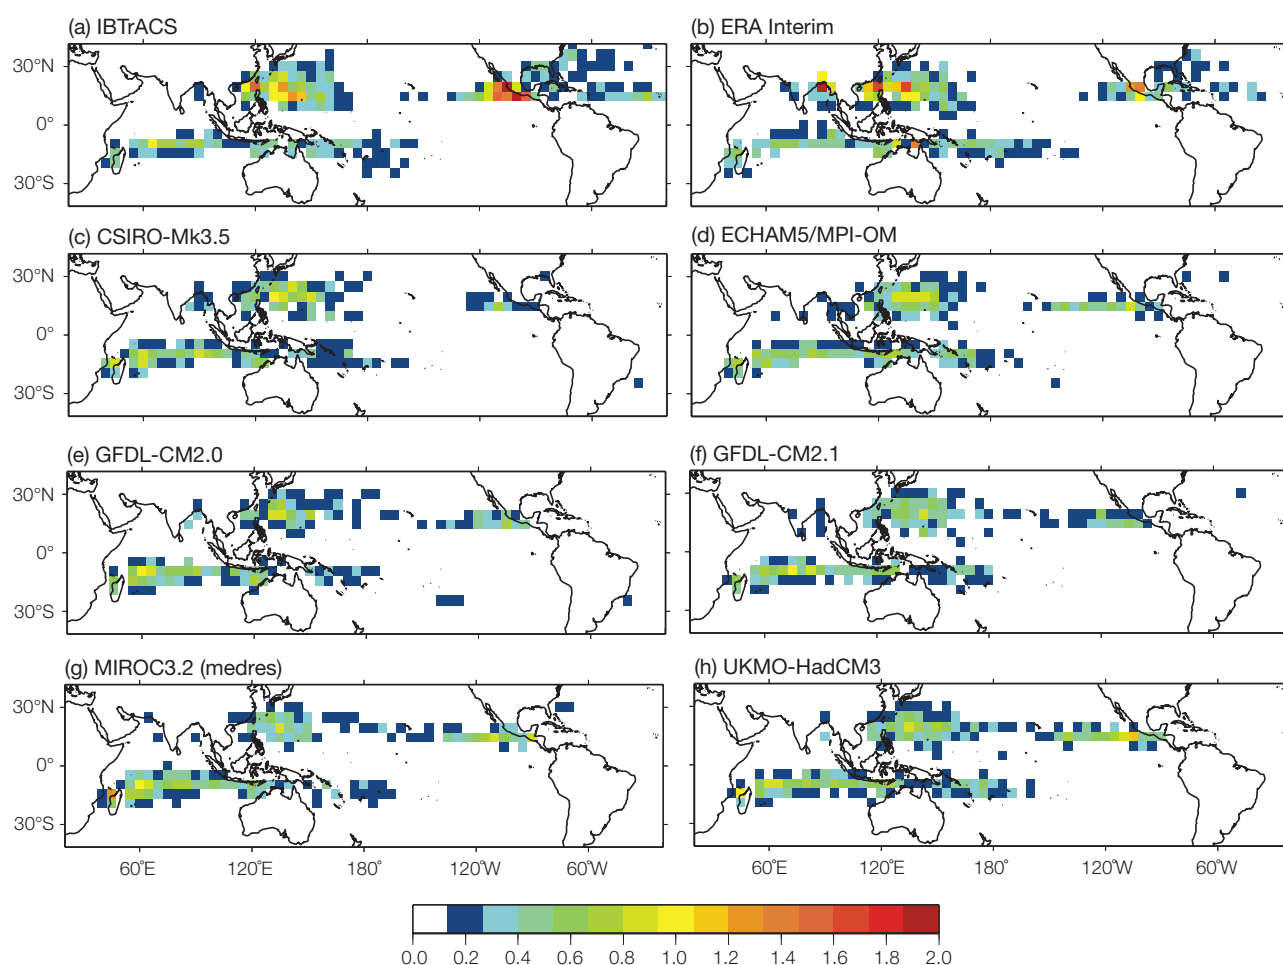 (a) IBTrACS
(b) ERA Interim
30°N
0°
30°S
(c) CSIRO-Mk3.5
(d) ECHAM5/MPI-OM
30°N
0°
30°S
(e) GFDL-CM2.0
(f) GFDL-CM2.1
30°N
0°
30°S
(g) MIROC3.2 (medres)
(h) UKMO-HadCM3
30°N
0°
30°S
60°E 120°E 180° 120°W 60°W
60°E 120°E 180° 120°W 60°W
0.0 0.2 0.4 0.6 0.8 1.0 1.2 1.4 1.6 1.8 2.0